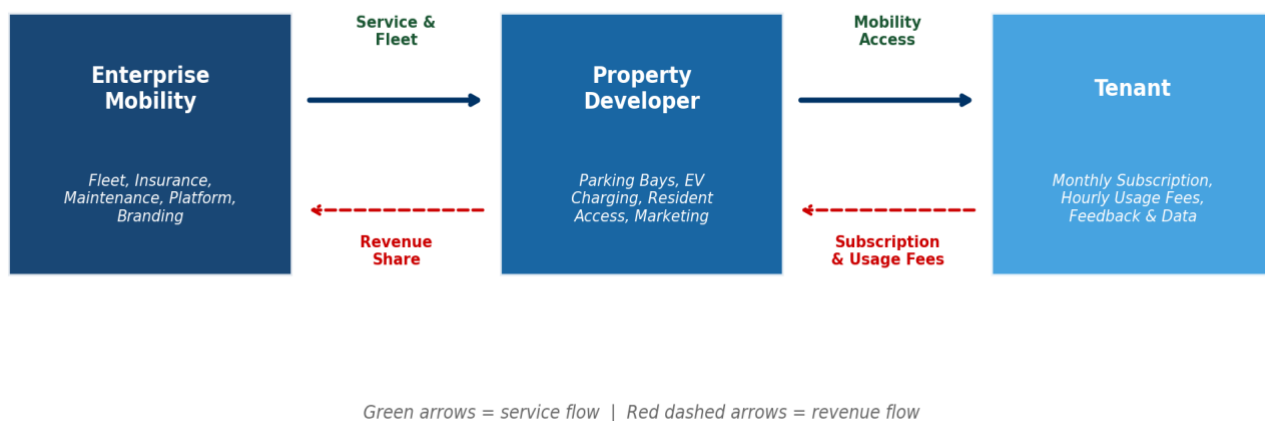 Service &
Fleet
Mobility
Access
Enterprise
Mobility
Property
Developer
Tenant
Fleet, Insurance,
Maintenance, Platform,
Branding
Parking Bays, EV
Charging, Resident
Access, Marketing
Monthly Subscription,
Hourly Usage Fees,
Feedback & Data
Revenue
Share
Subscription
& Usage Fees
Green arrows = service flow | Red dashed arrows = revenue flow